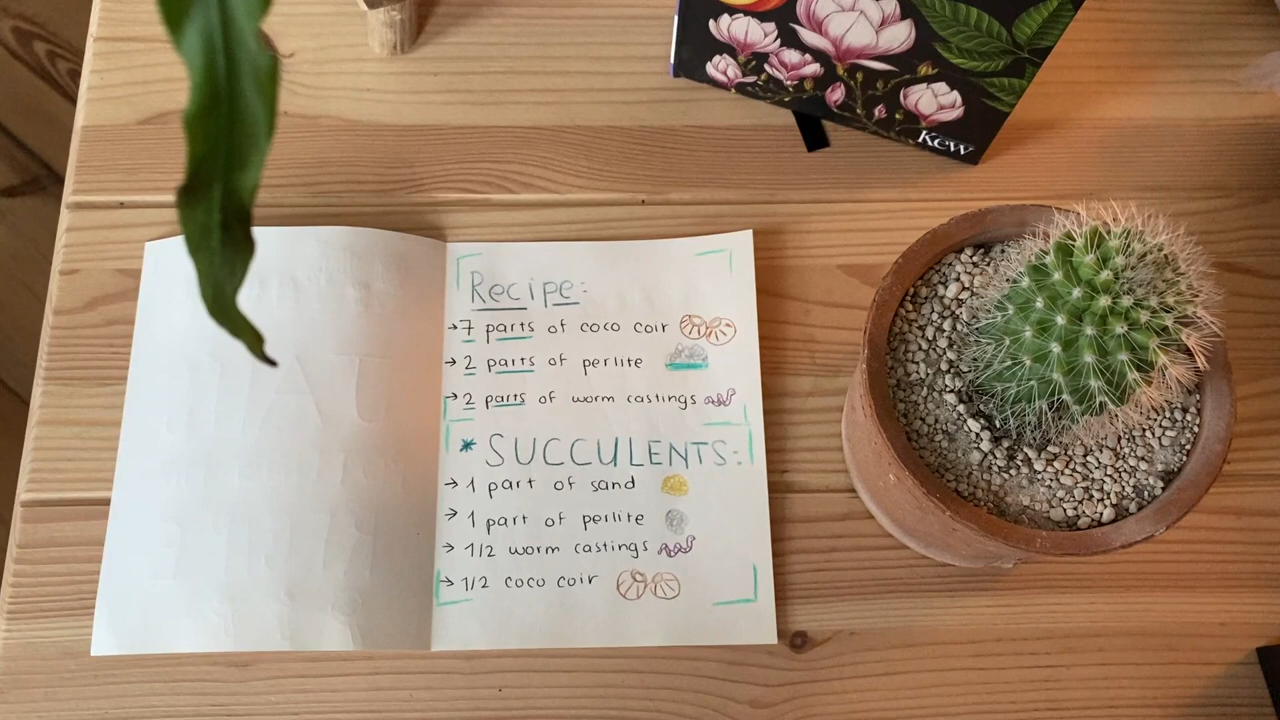 Kew
Recipe:
→7 parts of coco coir
→2 parts of perlite
→2 parts of worm castings
* SUCCULENTS:
→ 1 part of sand
→ 1 part of perlite
→ 1/2 worm castings
→ 1/2 coco coir